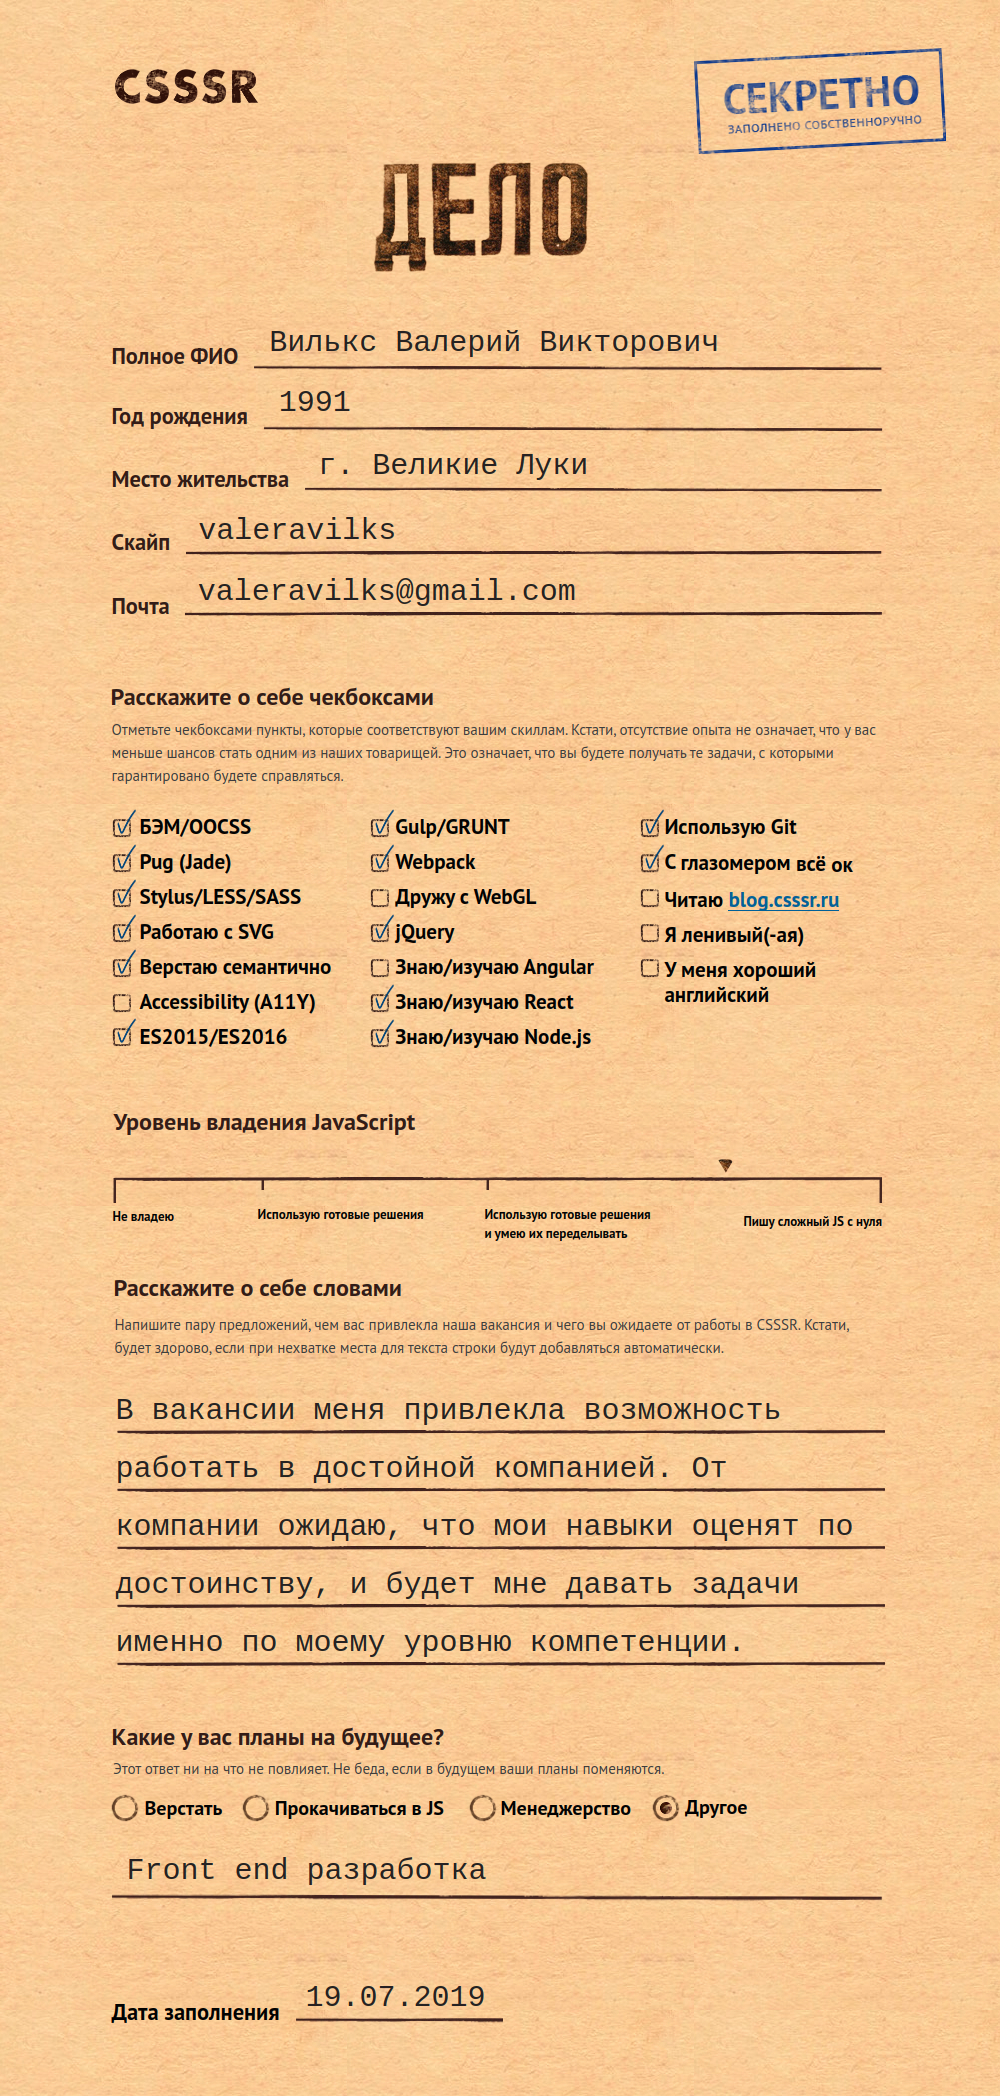 CSSSR
СЕКРЕТНО
ЗАПОЛНЕНО СОБСТВЕННОРУЧНО
ДЕЛО
Полное ФИО Вилькс Валерий Викторович
Год рождения 1991
Место жительства г. Великие Луки
Скайп valeravilks
Почта valeravilks@gmail.com
Расскажите о себе чекбоксами
Отметьте чекбоксами пункты, которые соответствуют вашим скиллам. Кстати, отсутствие опыта не означает, что у вас
меньше шансов стать одним из наших товарищей. Это означает, что вы будете получать те задачи, с которыми
гарантировано будете справляться.
БЭМ/OOCSS
Pug (Jade)
Stylus/LESS/SASS
Работаю с SVG
Верстаю семантично
Accessibility (A11Y)
ES2015/ES2016
Gulp/GRUNT
Webpack
Дружу с WebGL
jQuery
Знаю/изучаю Angular
Знаю/изучаю React
Знаю/изучаю Node.js
Использую Git
С глазомером всё ок
Читаю blog.csssr.ru
Я ленивый(-ая)
У меня хороший
английский
Уровень владения JavaScript
Не владею
Использую готовые решения
Использую готовые решения
и умею их переделывать
Пишу сложный JS с нуля
Расскажите о себе словами
Напишите пару предложений, чем вас привлекла наша вакансия и чего вы ожидаете от работы в CSSSR. Кстати,
будет здорово, если при нехватке места для текста строки будут добавляться автоматически.
В вакансии меня привлекла возможность
работать в достойной компанией. От
компании ожидаю, что мои навыки оценят по
достоинству, и будет мне давать задачи
именно по моему уровню компетенции.
Какие у вас планы на будущее?
Этот ответ ни на что не повлияет. Не беда, если в будущем ваши планы поменяются.
Верстать Прокачиваться в JS Менеджерство Другое
Front end разработка
Дата заполнения 19.07.2019